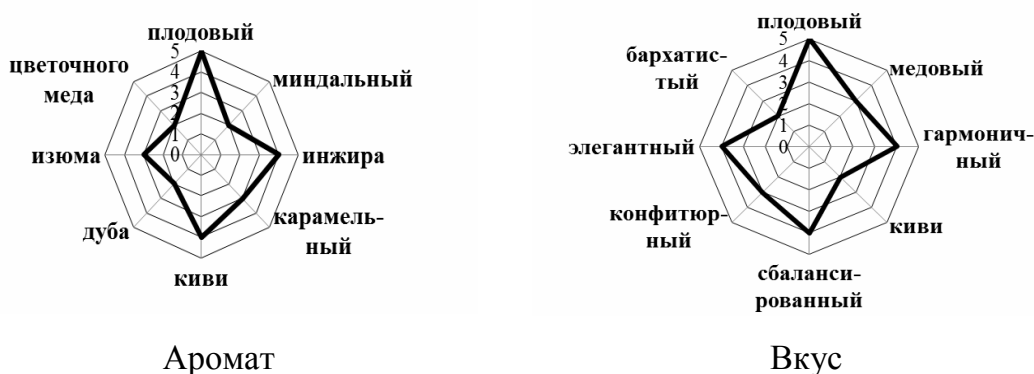 плодовый
5
4
3
2
1
0
миндальный
инжира
карамель-
ный
киви
дуба
изюма
цветочного
меда
Аромат
плодовый
5
4
3
2
1
0
медовый
гармонич-
ный
киви
сбаланси-
рованный
конфитюр-
ный
элегантный
бархатис-
тый
Вкус